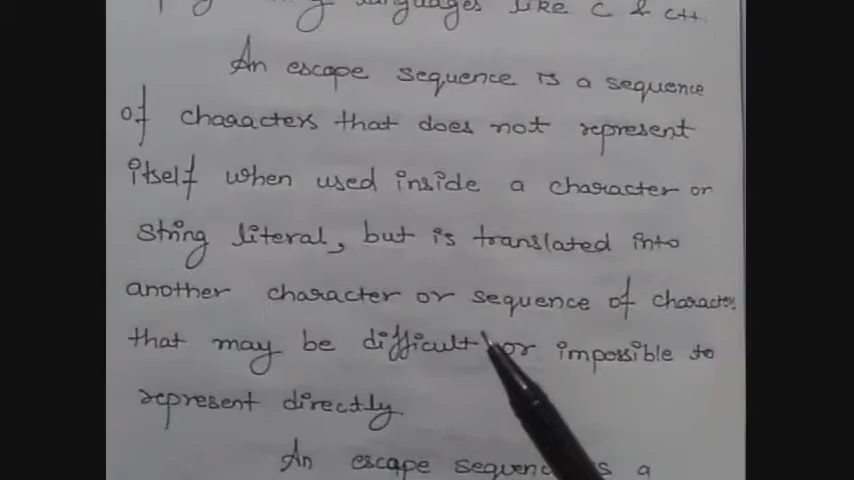 languages like C & C++.
An escape sequence is a sequence
of characters that does not represent
itself when used inside a character or
string literal, but is translated into
another character or sequence of character.
that may be difficult or impossible to
represent directly.
An escape sequence is a